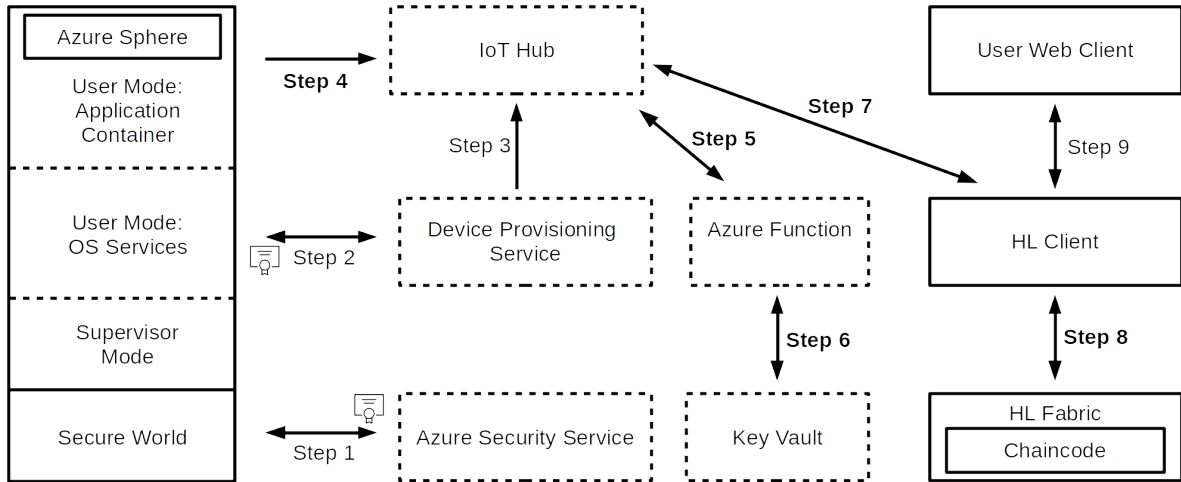 Azure Sphere
User Mode:
Application
Container
User Mode:
OS Services
Supervisor
Mode
Secure World
Step 4
IoT Hub
Step 3
Step 2
Device Provisioning
Service
Step 1
Azure Security Service
Step 5
Azure Function
Step 6
Key Vault
Step 7
User Web Client
Step 9
HL Client
Step 8
HL Fabric
Chaincode